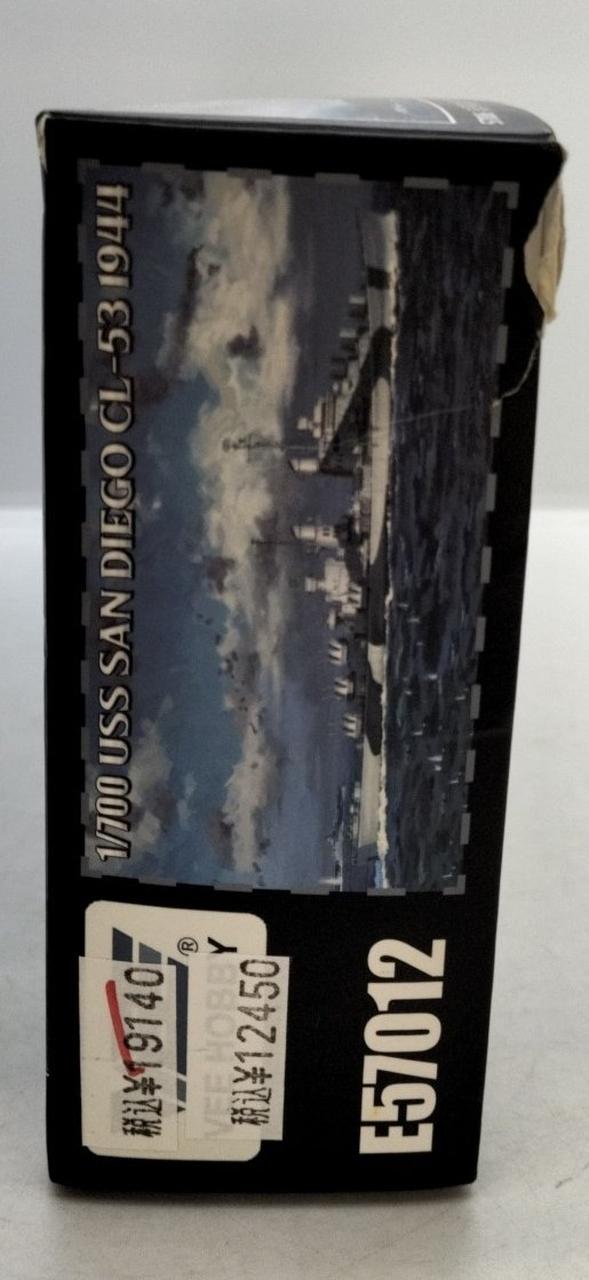 1/700 USS SAN DIEGO CL-53 1944
®
VEE HOBBY
税込¥19140
税込¥12450
E57012